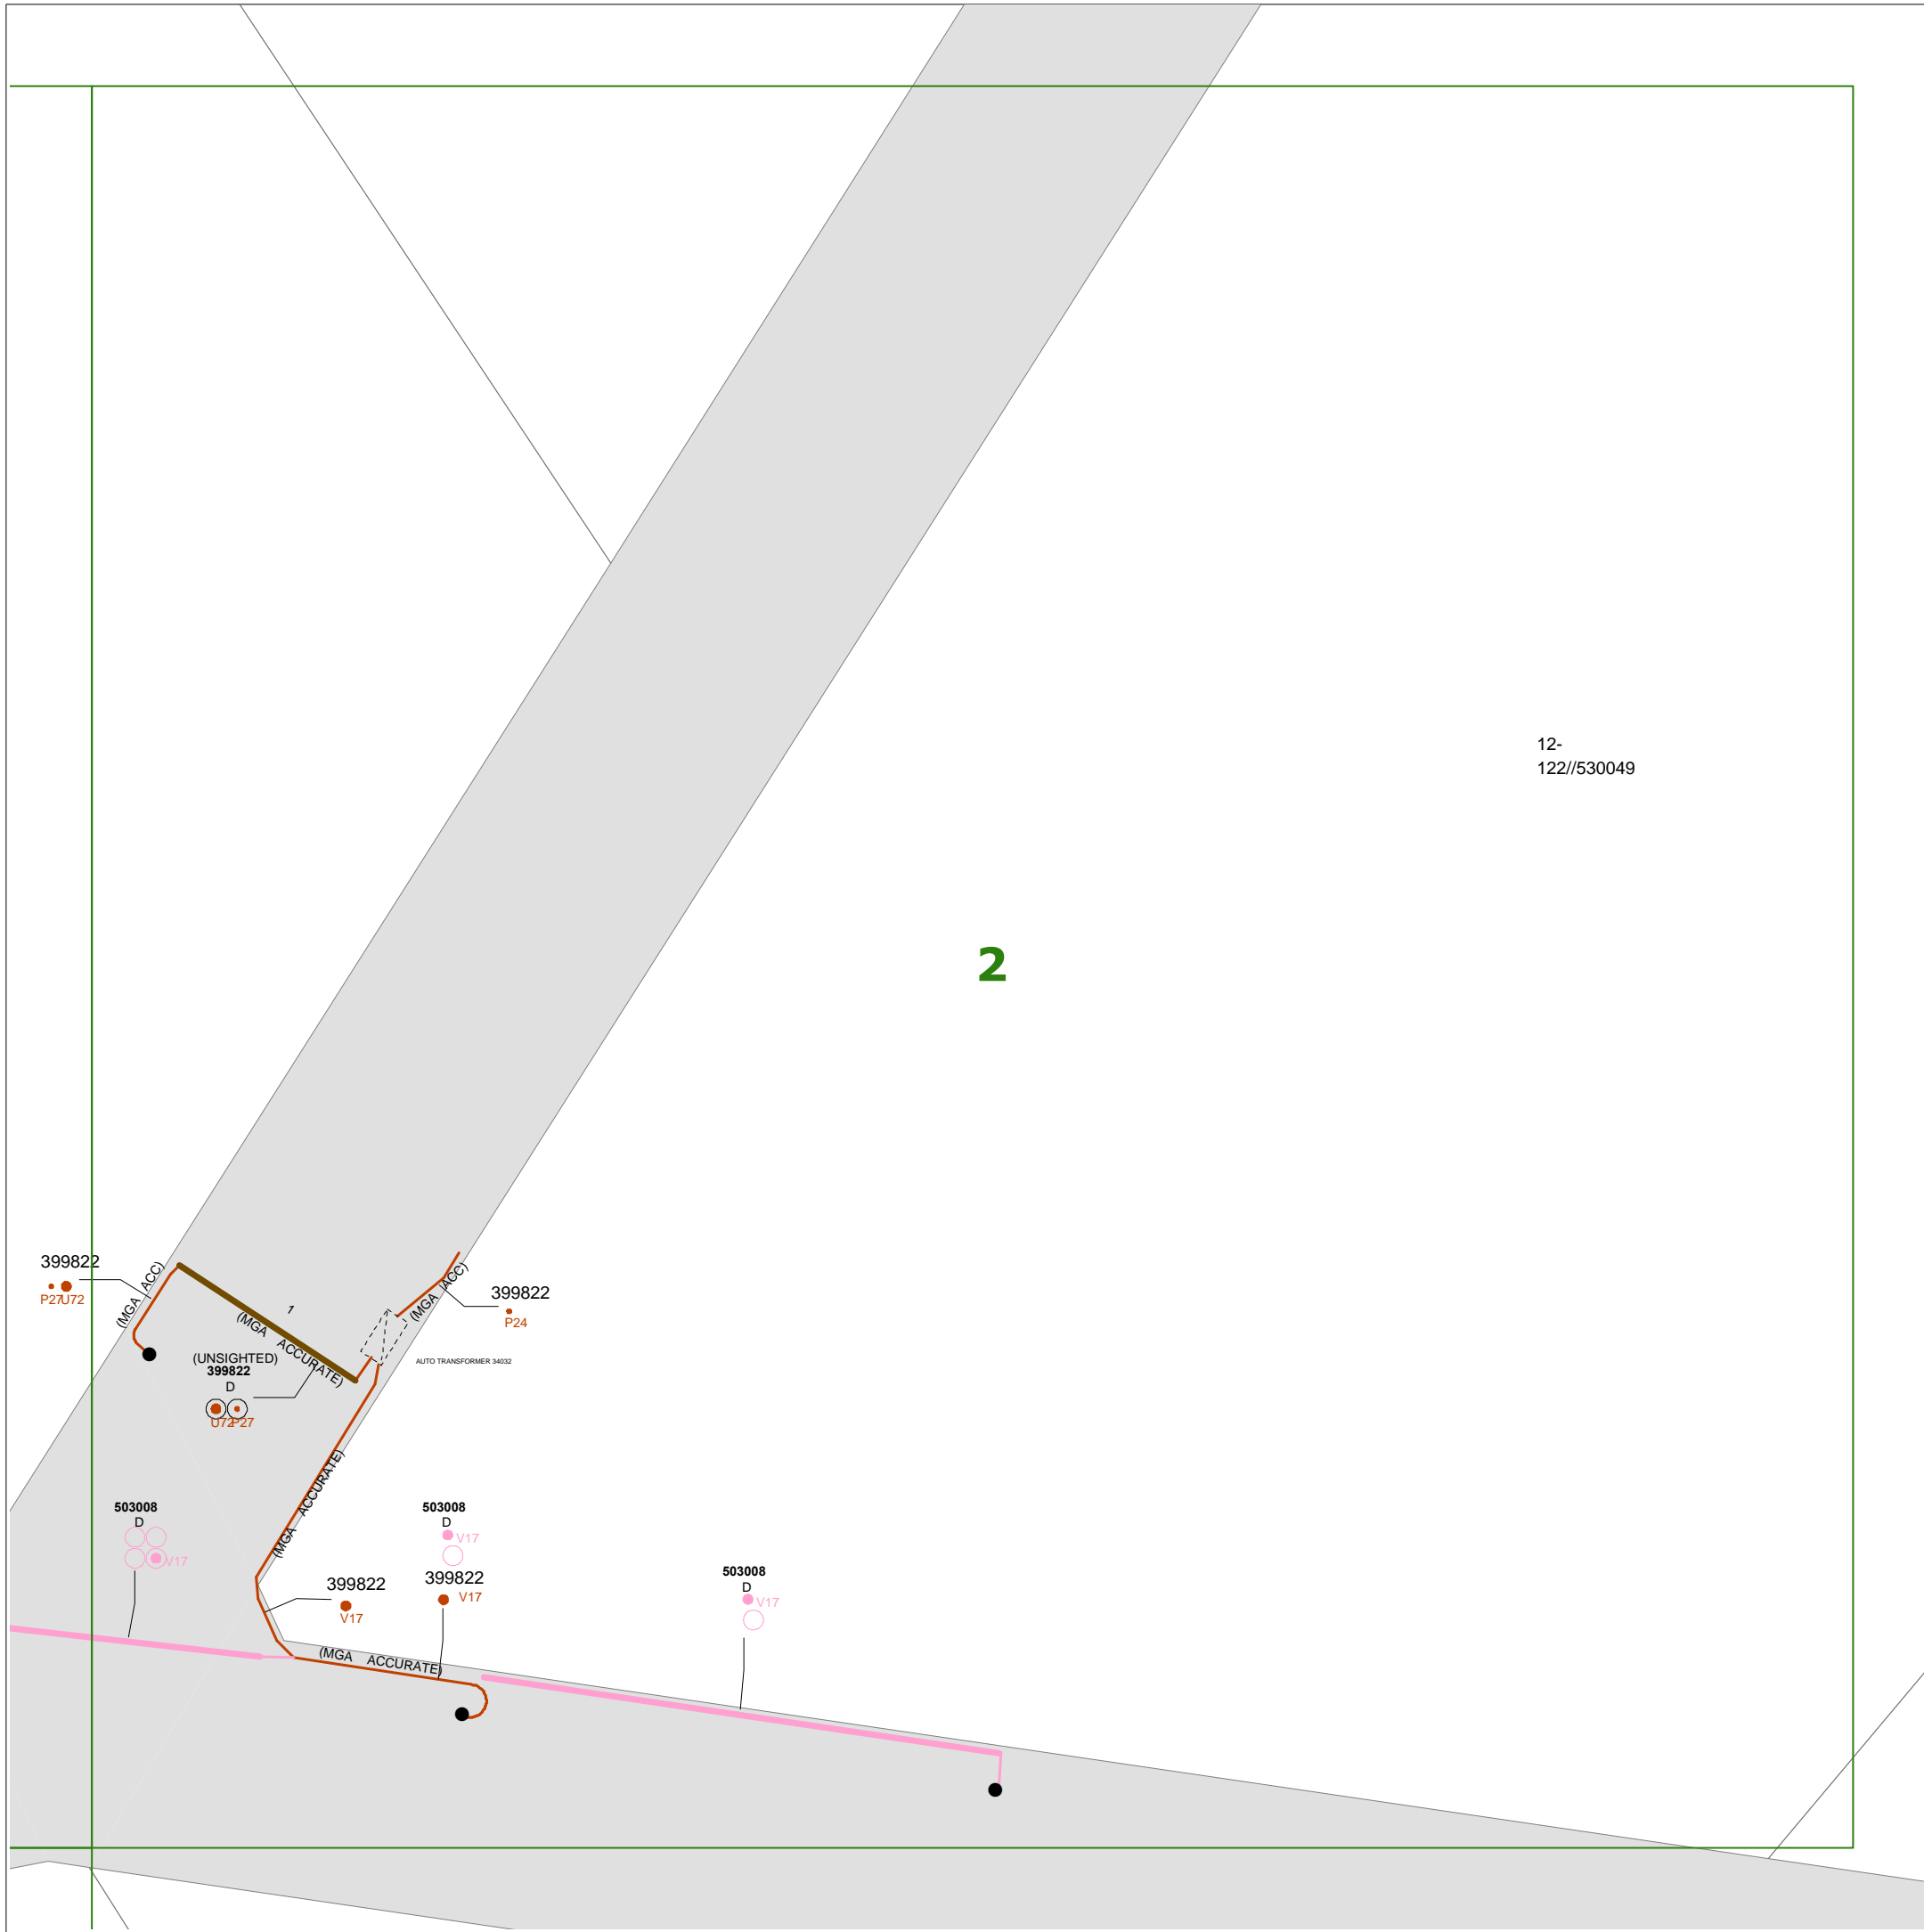 12-
122//530049
2
399822
P27U72
(MGA ACC)
1
(MGA ACCURATE)
(MGA ACC)
399822
P24
AUTO TRANSFORMER 34032
(UNSIGHTED)
399822
D
U72P27
(MGA ACCURATE)
503008
D
V17
503008
D
V17
399822
V17
399822
V17
503008
D
V17
(MGA ACCURATE)